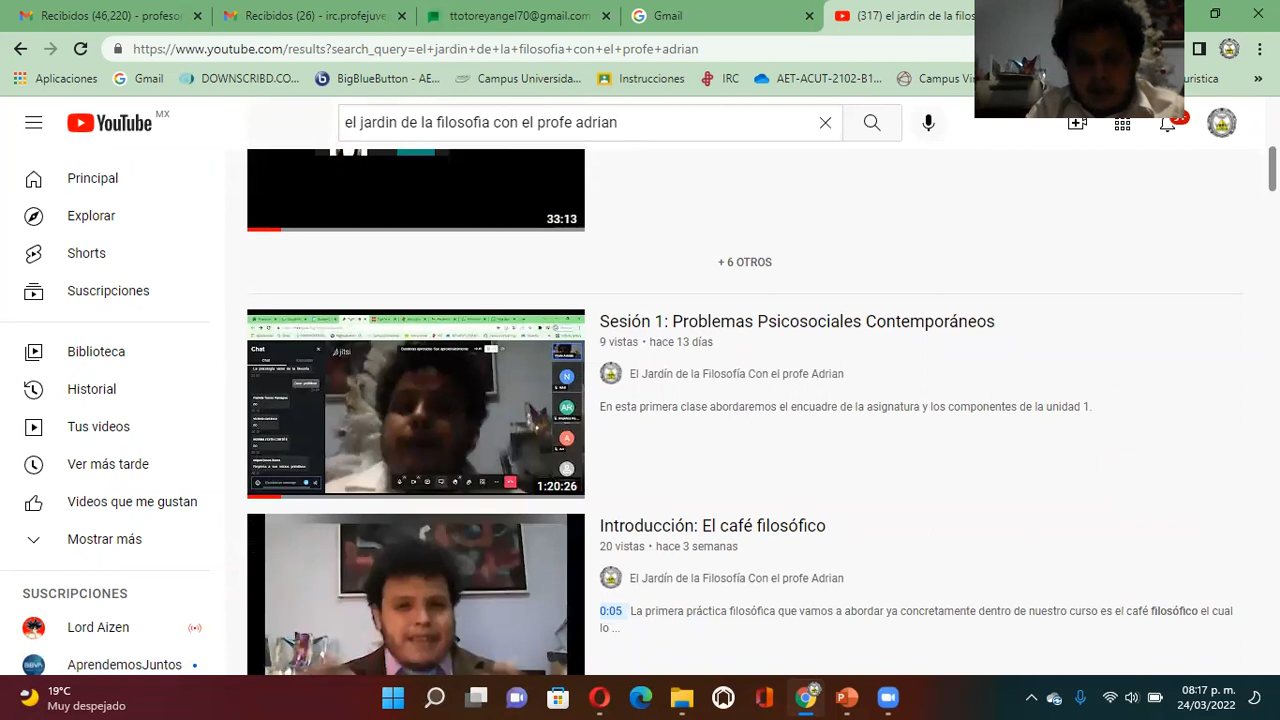 Recibidos (46,220) - profesor
Recibidos (26) - irc.profejuve
ttotoreyangel70@gmail.com
Gmail
(317) el jardin de la filos
https://www.youtube.com/results?search_query=el+jardin+de+la+filosofia+con+el+profe+adrian
Aplicaciones
Gmail
DOWNSCRIBD.CO...
BigBlueButton - AE...
Campus Universida...
Instrucciones
IRC
AET-ACUT-2102-B1...
Campus Vi
urística
»
YouTube MX
el jardin de la filosofia con el profe adrian
Principal
Explorar
Shorts
Suscripciones
Biblioteca
Historial
Tus videos
Ver más tarde
Videos que me gustan
Mostrar más
SUSCRIPCIONES
Lord Aizen
AprendemosJuntos
33:13
+ 6 OTROS
Chat
jitsi
N
AR
A
1:20:26
Sesión 1: Problemas Psicosociales Contemporáneos
9 vistas • hace 13 días
El Jardín de la Filosofía Con el profe Adrian
En esta primera clase abordaremos el encuadre de la asignatura y los componentes de la unidad 1.
Introducción: El café filosófico
20 vistas • hace 3 semanas
El Jardín de la Filosofía Con el profe Adrian
0:05 La primera práctica filosófica que vamos a abordar ya concretamente dentro de nuestro curso es el café filosófico el cual
lo ...
19°C
Muy despejado
08:17 p. m.
24/03/2022